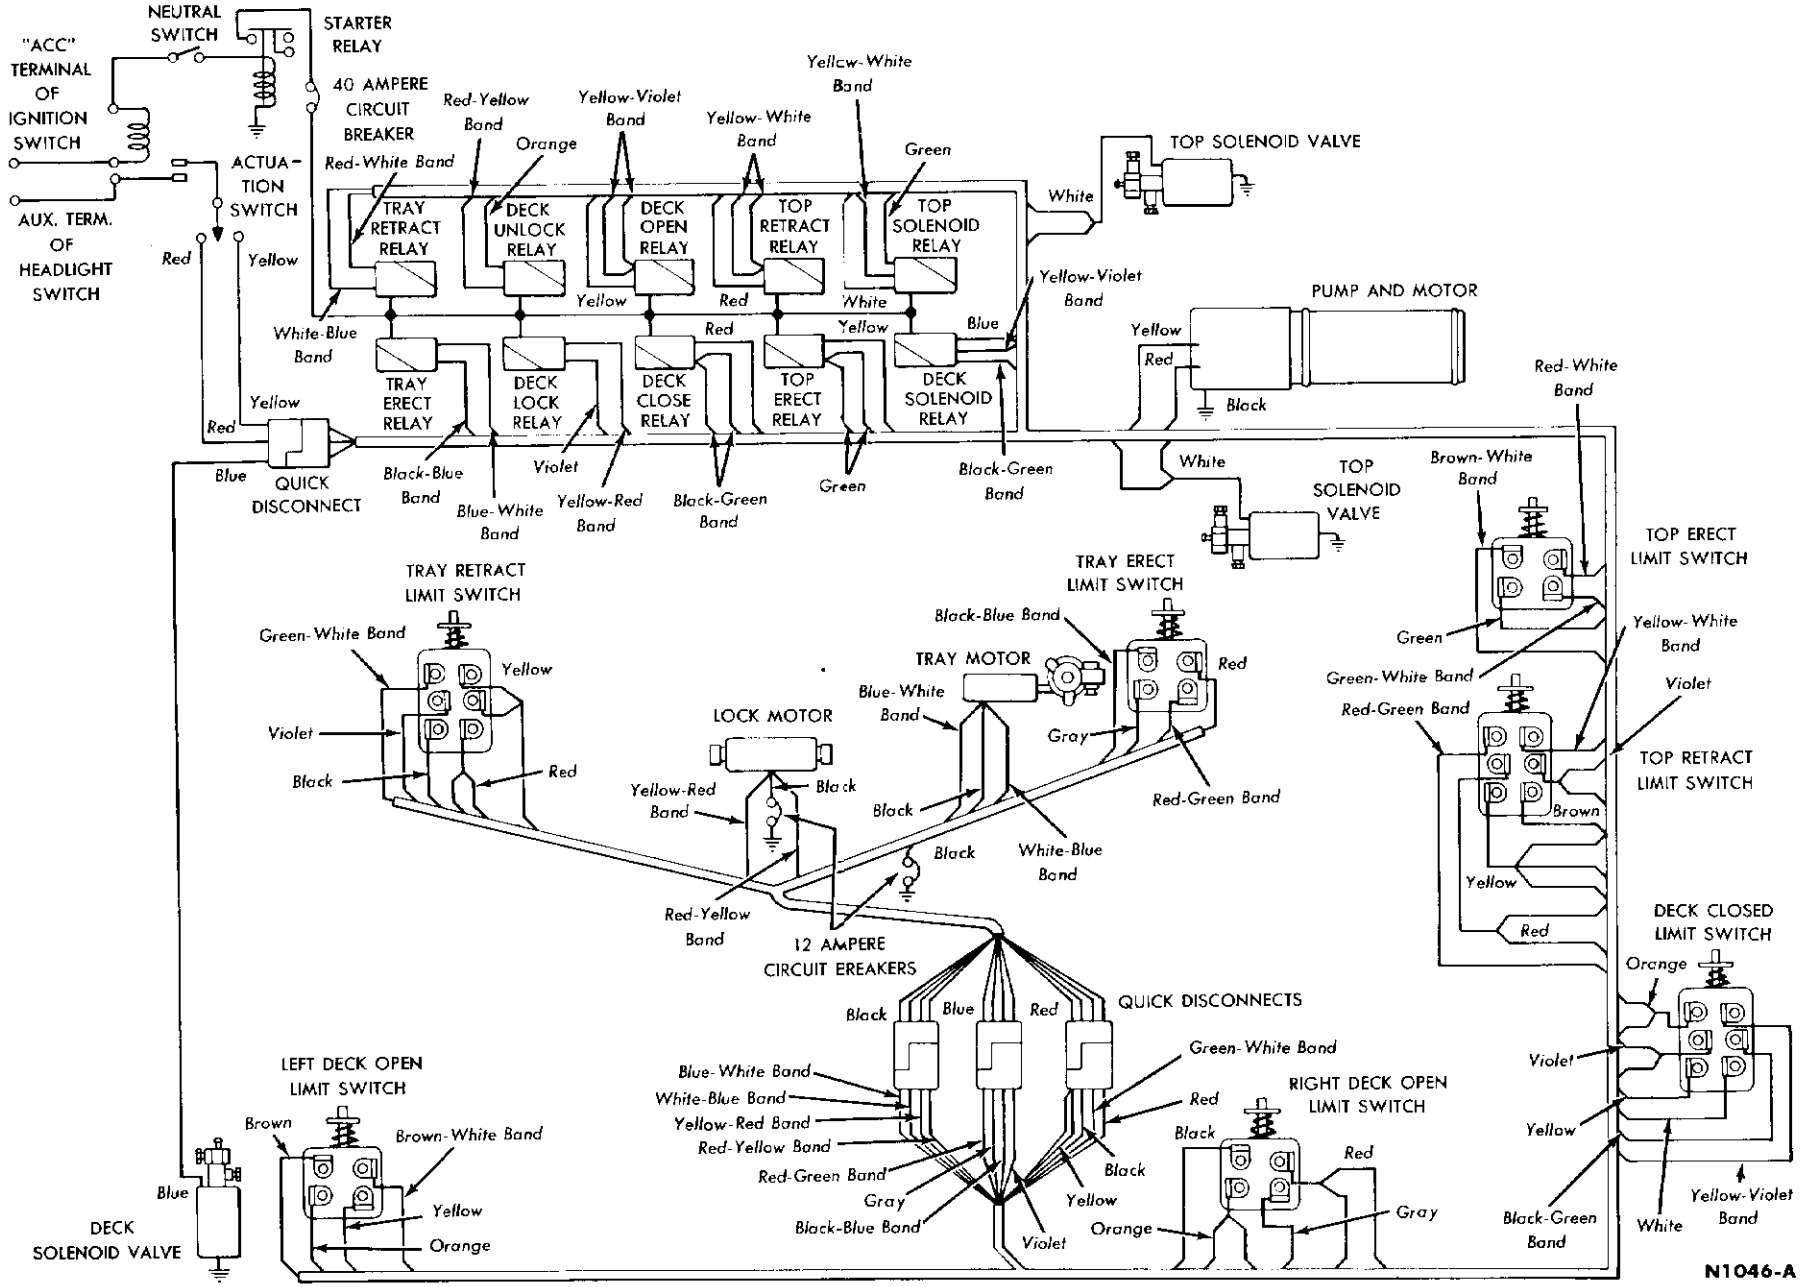 NEUTRAL
SWITCH
STARTER
RELAY
"ACC"
TERMINAL
OF
IGNITION
SWITCH
40 AMPERE
CIRCUIT
BREAKER
AUX. TERM.
OF
HEADLIGHT
SWITCH
ACTUA-
TION
SWITCH
Red
Yellow
Red-White Band
Red-Yellow
Band
Orange
Yellow-Violet
Band
Yellow-White
Band
Yellow-White
Band
Green
TRAY
RETRACT
RELAY
DECK
UNLOCK
RELAY
DECK
OPEN
RELAY
TOP
RETRACT
RELAY
TOP
SOLENOID
RELAY
White-Blue
Band
Yellow
Red
White
Red
Yellow
Blue
TRAY
ERECT
RELAY
DECK
LOCK
RELAY
DECK
CLOSE
RELAY
TOP
ERECT
RELAY
DECK
SOLENOID
RELAY
White
TOP SOLENOID VALVE
Yellow-Violet
Band
PUMP AND MOTOR
Yellow
Red
Black
Yellow
Red
Blue
QUICK
DISCONNECT
Black-Blue
Band
Blue-White
Band
Violet
Yellow-Red
Band
Black-Green
Band
Green
Black-Green
Band
White
TOP
SOLENOID
VALVE
Red-White
Band
Brown-White
Band
TOP ERECT
LIMIT SWITCH
Green
Green-White Band
Yellow-White
Band
Violet
Red-Green Band
TOP RETRACT
LIMIT SWITCH
Brown
Yellow
Red
TRAY RETRACT
LIMIT SWITCH
Green-White Band
Yellow
Violet
Black
Red
LOCK MOTOR
Yellow-Red
Band
Black
Red-Yellow
Band
12 AMPERE
CIRCUIT EREAKERS
TRAY MOTOR
Blue-White
Band
Black
White-Blue
Band
Black
TRAY ERECT
LIMIT SWITCH
Black-Blue Band
Red
Gray
Red-Green Band
DECK CLOSED
LIMIT SWITCH
Orange
Violet
Yellow
Black-Green
Band
White
Yellow-Violet
Band
Black
Blue
Red
QUICK DISCONNECTS
Blue-White Band
White-Blue Band
Yellow-Red Band
Red-Yellow Band
Red-Green Band
Gray
Black-Blue Band
Violet
Yellow
Black
Green-White Band
Red
RIGHT DECK OPEN
LIMIT SWITCH
Black
Red
Orange
Gray
LEFT DECK OPEN
LIMIT SWITCH
Brown
Brown-White Band
Yellow
Orange
Blue
DECK
SOLENOID VALVE
N1046-A